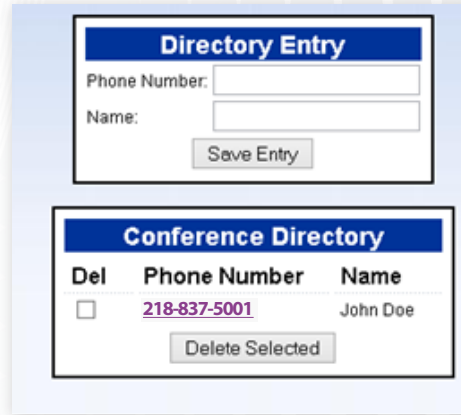 Directory Entry
Phone Number:
Name:
Save Entry
Conference Directory
Del Phone Number Name
218-837-5001 John Doe
Delete Selected